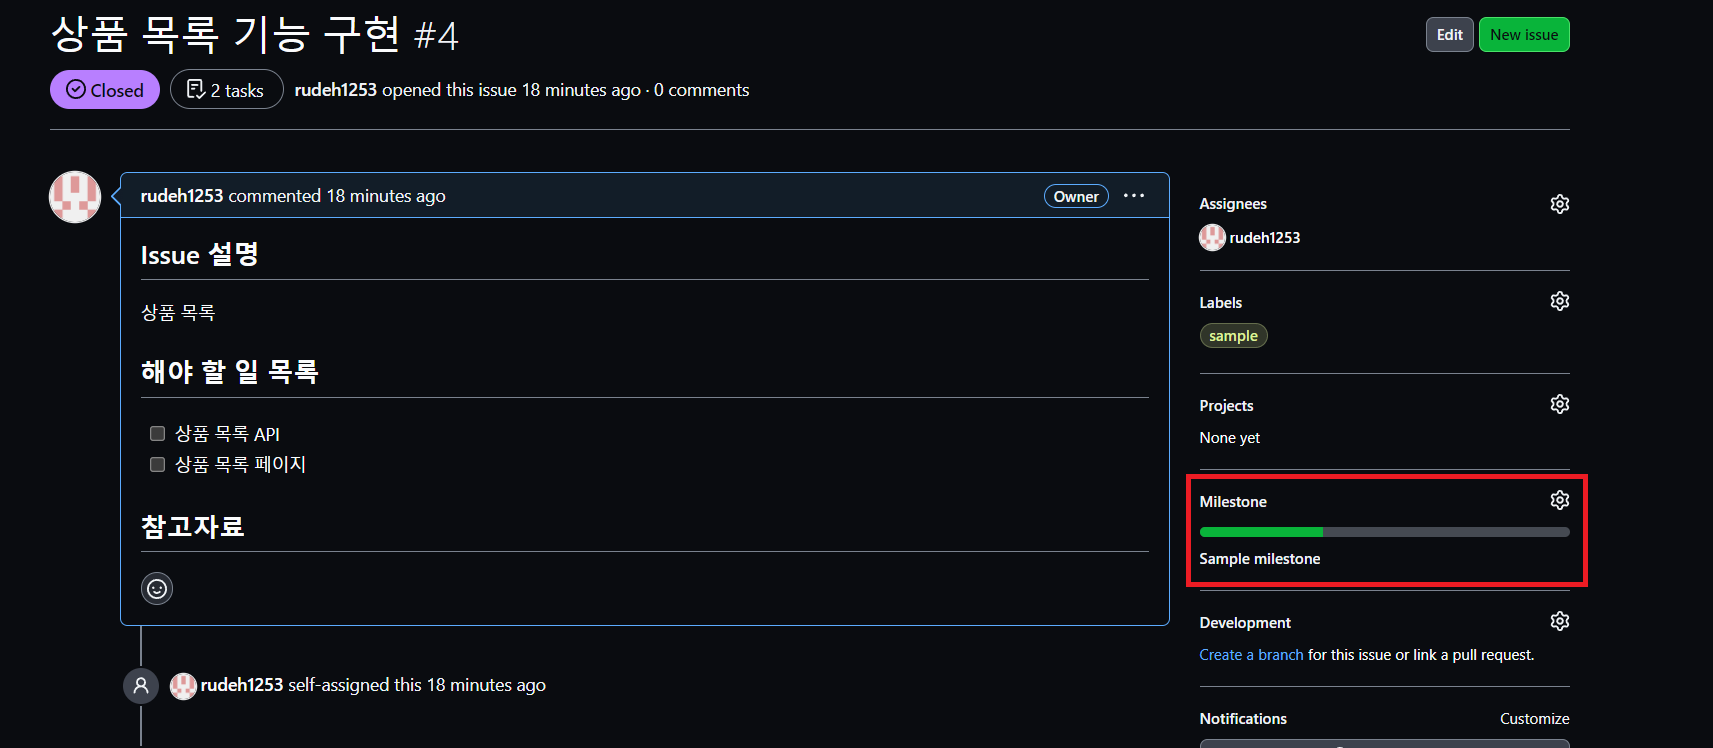 상품 목록 기능 구현 #4
Edit
New issue
Closed
2 tasks
rudeh1253 opened this issue 18 minutes ago · 0 comments
rudeh1253 commented 18 minutes ago
Owner
Issue 설명
상품 목록
해야 할 일 목록
상품 목록 API
상품 목록 페이지
참고자료
rudeh1253 self-assigned this 18 minutes ago
Assignees
rudeh1253
Labels
sample
Projects
None yet
Milestone
Sample milestone
Development
Create a branch for this issue or link a pull request.
Notifications
Customize